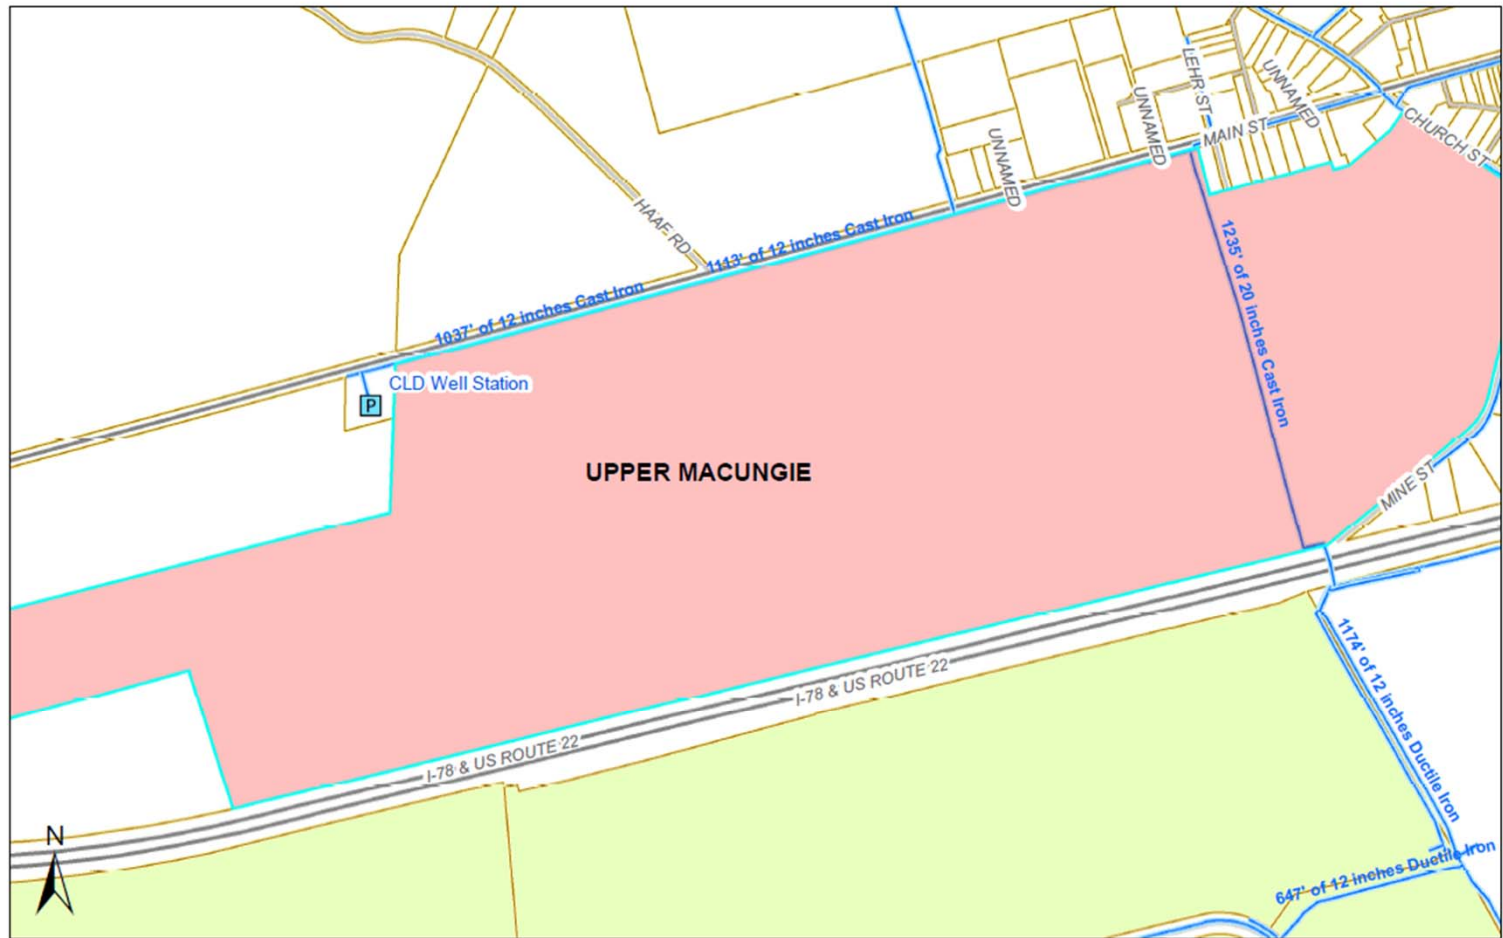 LEHR ST
UNNAMED
UNNAMED
MAIN ST
CHURCH ST
UNNAMED
HAAF RD
1113' of 12 inches Cast Iron
1235' of 20 inches Cast Iron
1037' of 12 inches Cast Iron
CLD Well Station
P
UPPER MACUNGIE
MINE ST
I-78 & US ROUTE 22
I-78 & US ROUTE 22
1174' of 12 inches Ductile Iron
N
647' of 12 inches Ductile Iron